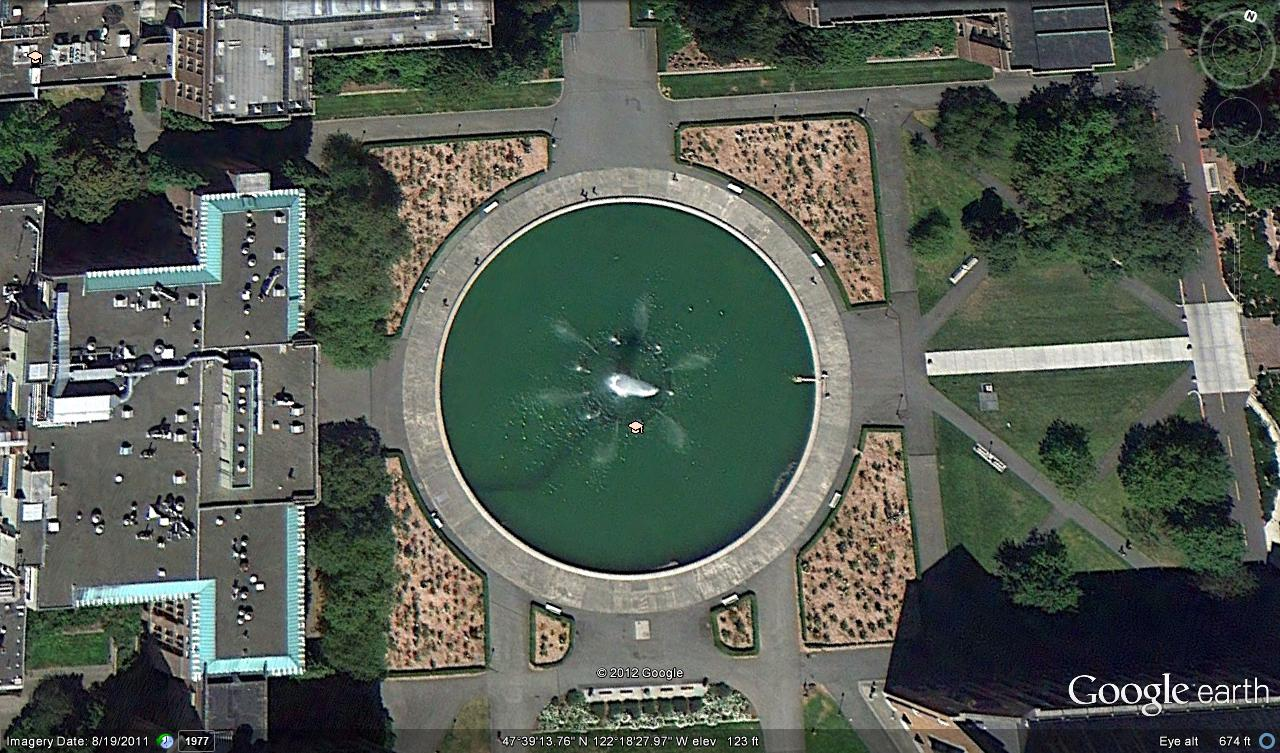 N
© 2012 Google
Google earth
Imagery Date: 8/19/2011 1977 47°39'13.76" N 122°18'27.97" W elev 123 ft Eye alt 674 ft